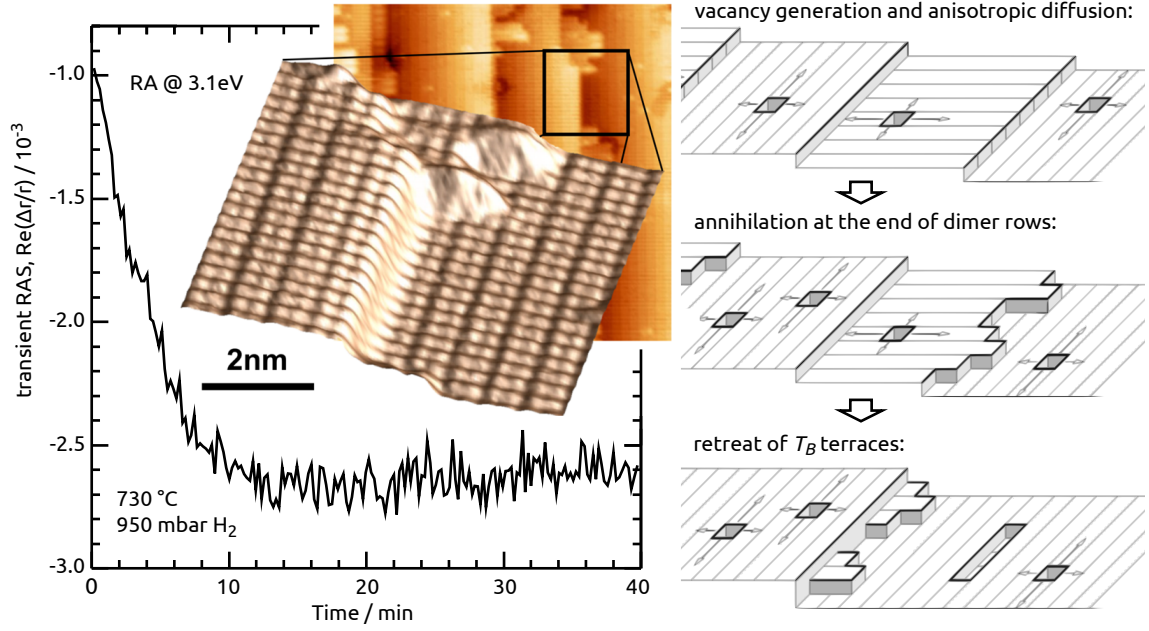 transient RAS, Re(Δr/r) / 10⁻³
-1.0
-1.5
-2.0
-2.5
-3.0
RA @ 3.1eV
2nm
730 °C
950 mbar H₂
0
10
20
30
40
Time / min
vacancy generation and anisotropic diffusion:
annihilation at the end of dimer rows:
retreat of T_B terraces: